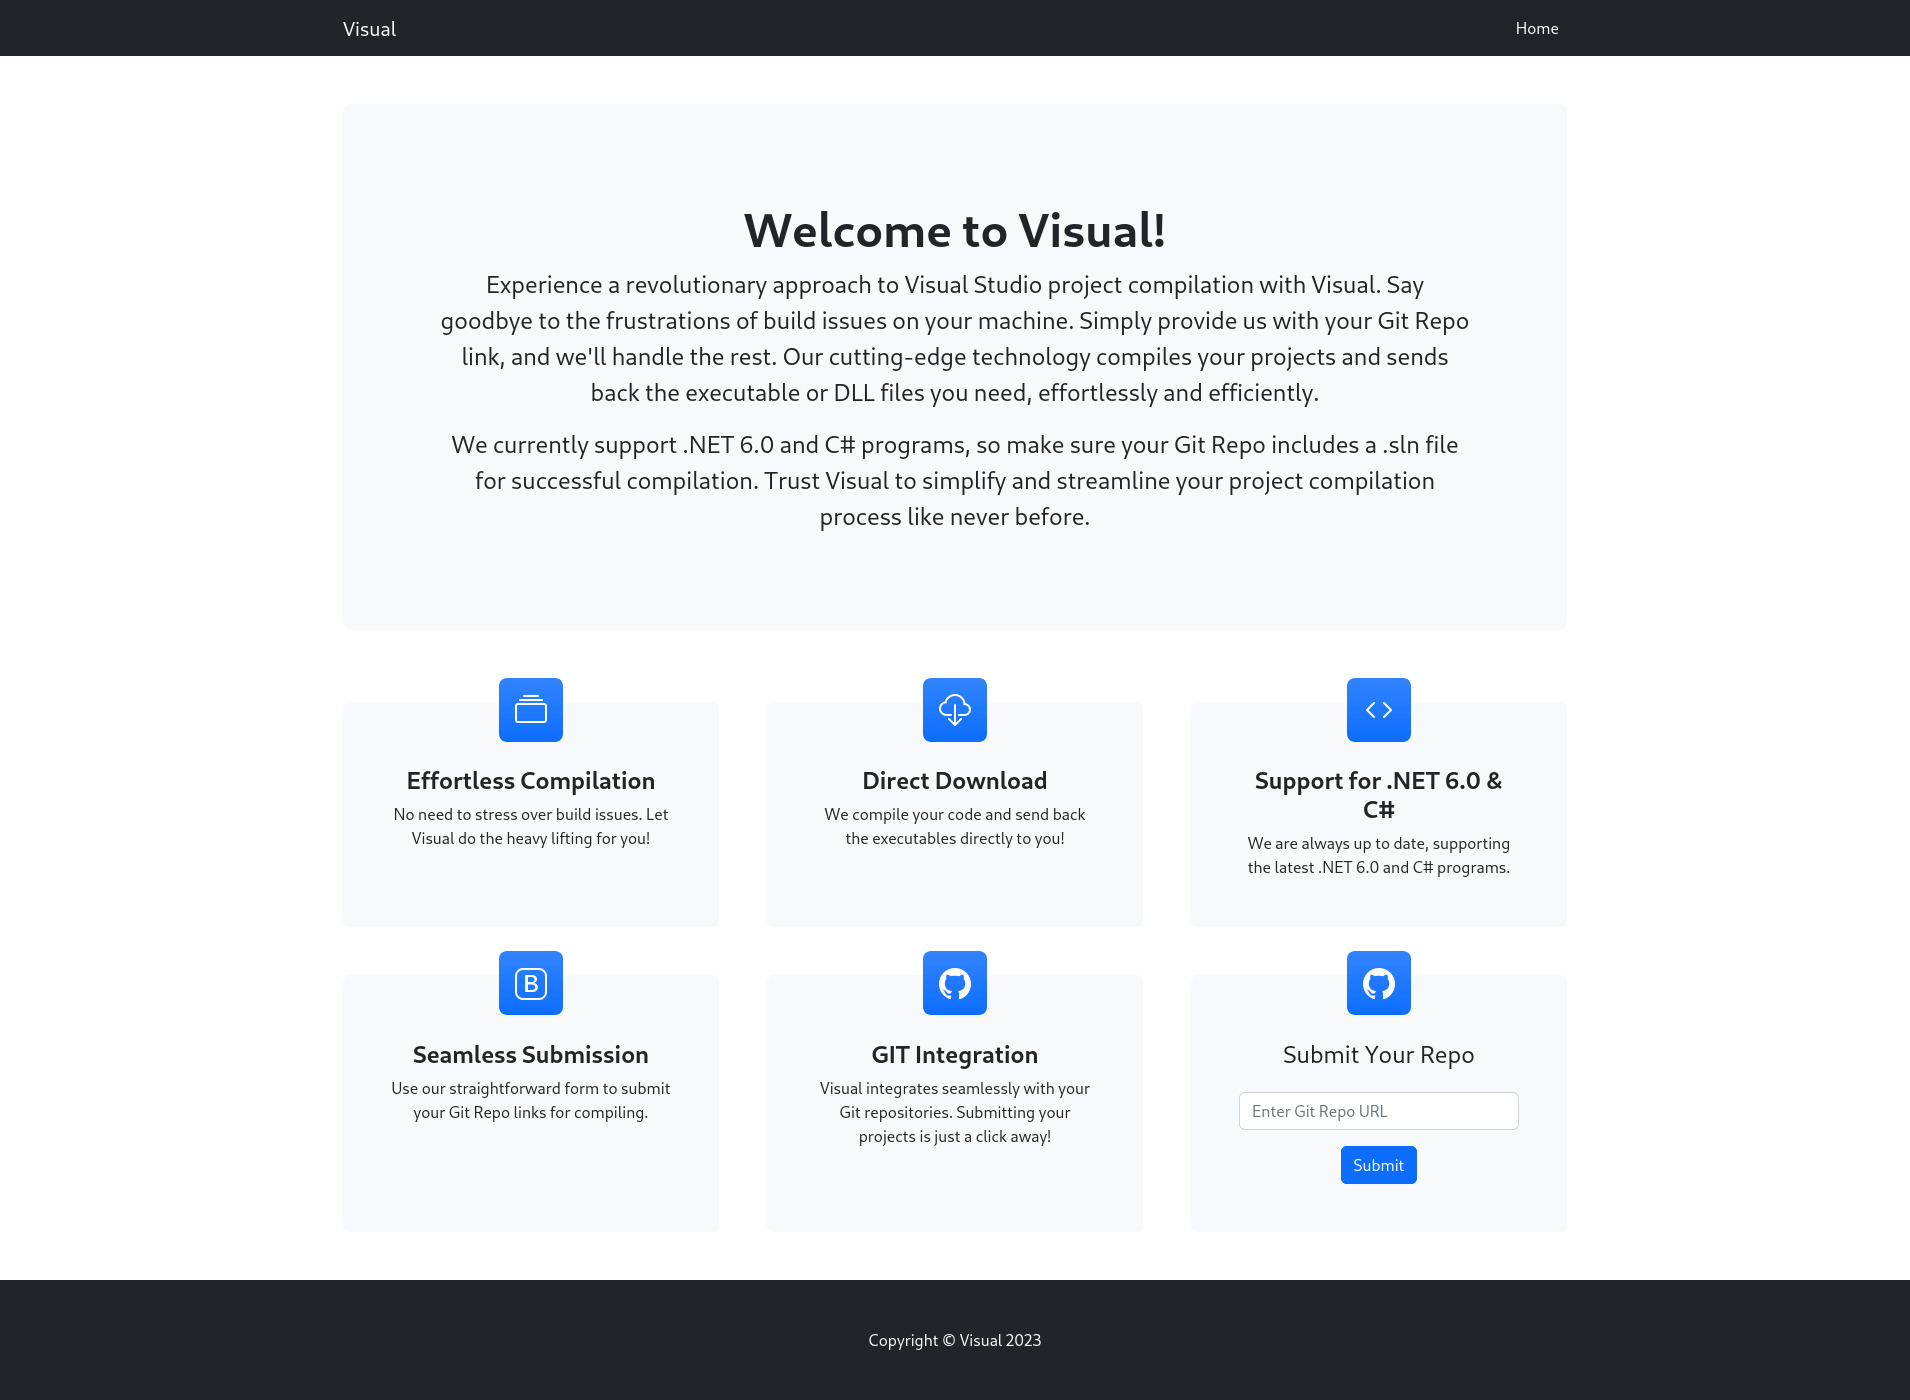 Visual
Home
Welcome to Visual!
Experience a revolutionary approach to Visual Studio project compilation with Visual. Say
goodbye to the frustrations of build issues on your machine. Simply provide us with your Git Repo
link, and we'll handle the rest. Our cutting-edge technology compiles your projects and sends
back the executable or DLL files you need, effortlessly and efficiently.
We currently support .NET 6.0 and C# programs, so make sure your Git Repo includes a .sln file
for successful compilation. Trust Visual to simplify and streamline your project compilation
process like never before.
Effortless Compilation
No need to stress over build issues. Let
Visual do the heavy lifting for you!
Direct Download
We compile your code and send back
the executables directly to you!
Support for .NET 6.0 &
C#
We are always up to date, supporting
the latest .NET 6.0 and C# programs.
B
Seamless Submission
Use our straightforward form to submit
your Git Repo links for compiling.
GIT Integration
Visual integrates seamlessly with your
Git repositories. Submitting your
projects is just a click away!
Submit Your Repo
Enter Git Repo URL
Submit
Copyright © Visual 2023